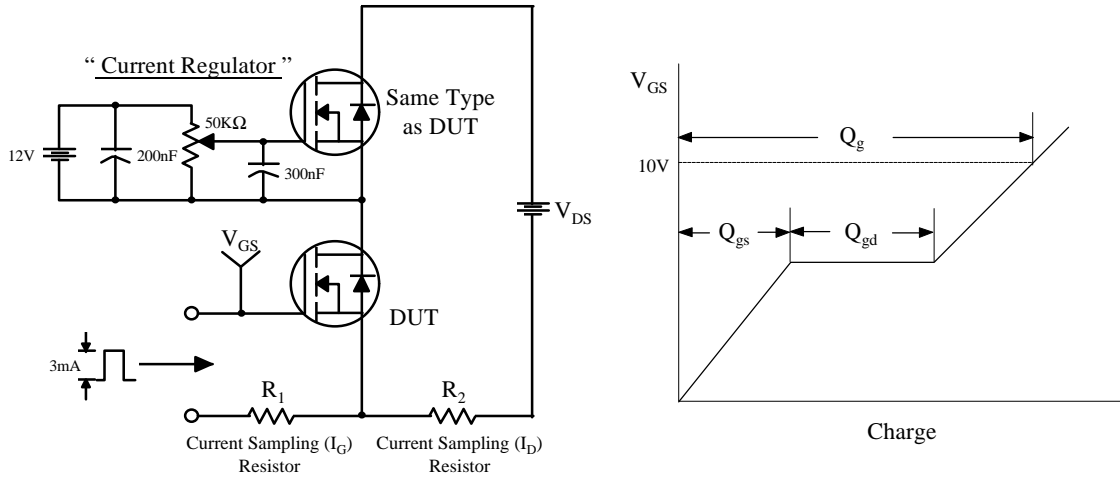 “ Current Regulator ”
50KΩ
12V
200nF
300nF
Same Type
as DUT
V_DS
V_GS
DUT
3mA
R_1
R_2
Current Sampling (I_G)
Resistor
Current Sampling (I_D)
Resistor
V_GS
Q_g
10V
Q_gs
Q_gd
Charge